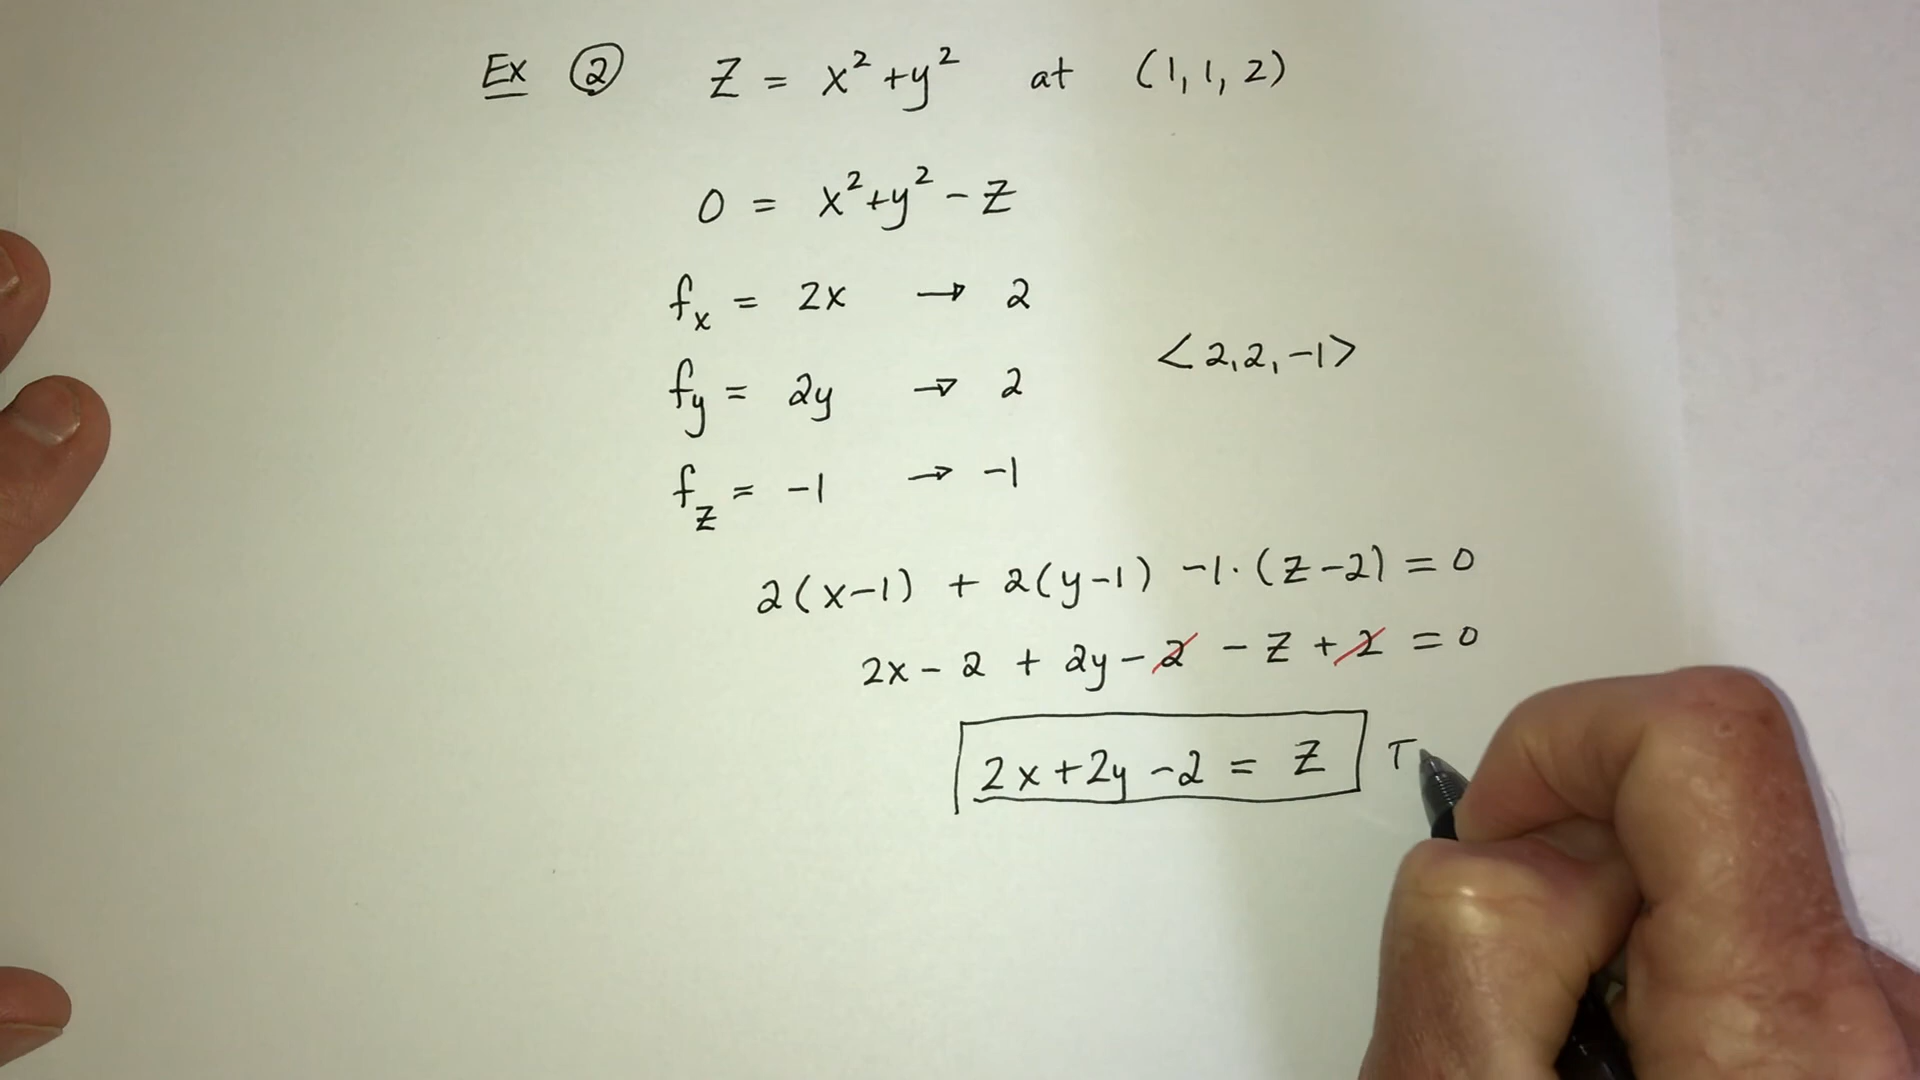 Ex ② Z = x² + y² at (1, 1, 2)
0 = x² + y² - Z
fx = 2x → 2
<2, 2, -1>
fy = 2y → 2
fz = -1 → -1
2(x-1) + 2(y-1) -1·(Z-2) = 0
2x - 2 + 2y - 2 - Z + 2 = 0
2x + 2y - 2 = Z T